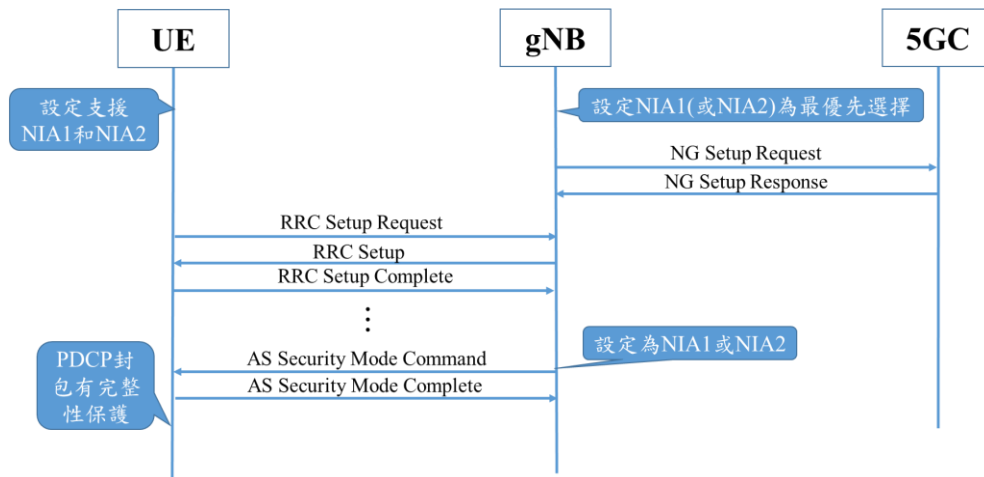 UE
gNB
5GC
設定支援
NIA1和NIA2
設定NIA1(或NIA2)為最優先選擇
NG Setup Request
NG Setup Response
RRC Setup Request
RRC Setup
RRC Setup Complete
⋮
設定為NIA1或NIA2
PDCP封
包有完整
性保護
AS Security Mode Command
AS Security Mode Complete